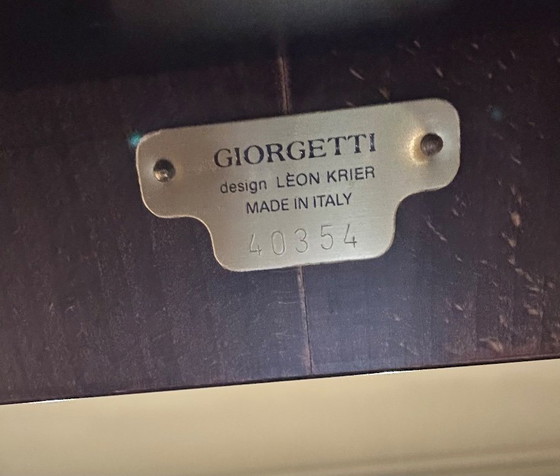 GIORGETTI
design LÈON KRIER
MADE IN ITALY
40354